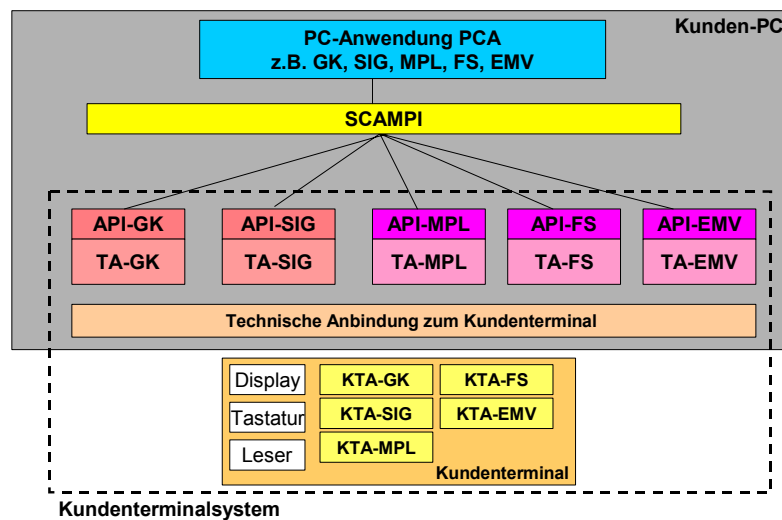 Kunden-PC
PC-Anwendung PCA
z.B. GK, SIG, MPL, FS, EMV
SCAMPI
API-GK API-SIG API-MPL API-FS API-EMV
TA-GK TA-SIG TA-MPL TA-FS TA-EMV
Technische Anbindung zum Kundenterminal
Display KTA-GK KTA-FS
Tastatur KTA-SIG KTA-EMV
Leser KTA-MPL
Kundenterminal
Kundenterminalsystem